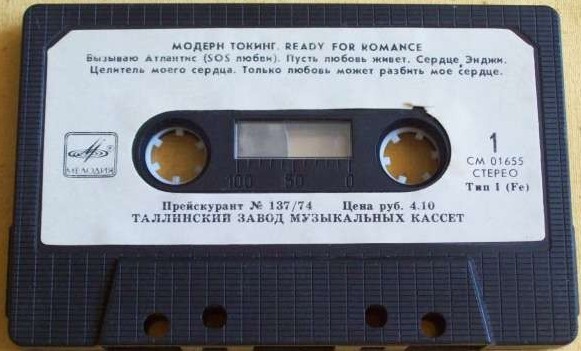 МОДЕРН ТОКИНГ. READY FOR ROMANCE
Вызываю Атлантис (SOS любви). Пусть любовь живет. Сердце Энджи.
Целитель моего сердца. Только любовь может разбить мое сердце.
МЕЛОДИЯ
1
СМ 01655
СТЕРЕО
Тип 1 (Fe)
100 50 0
Прейскурант № 137/74 Цена руб. 4.10
ТАЛЛИНСКИЙ ЗАВОД МУЗЫКАЛЬНЫХ КАССЕТ